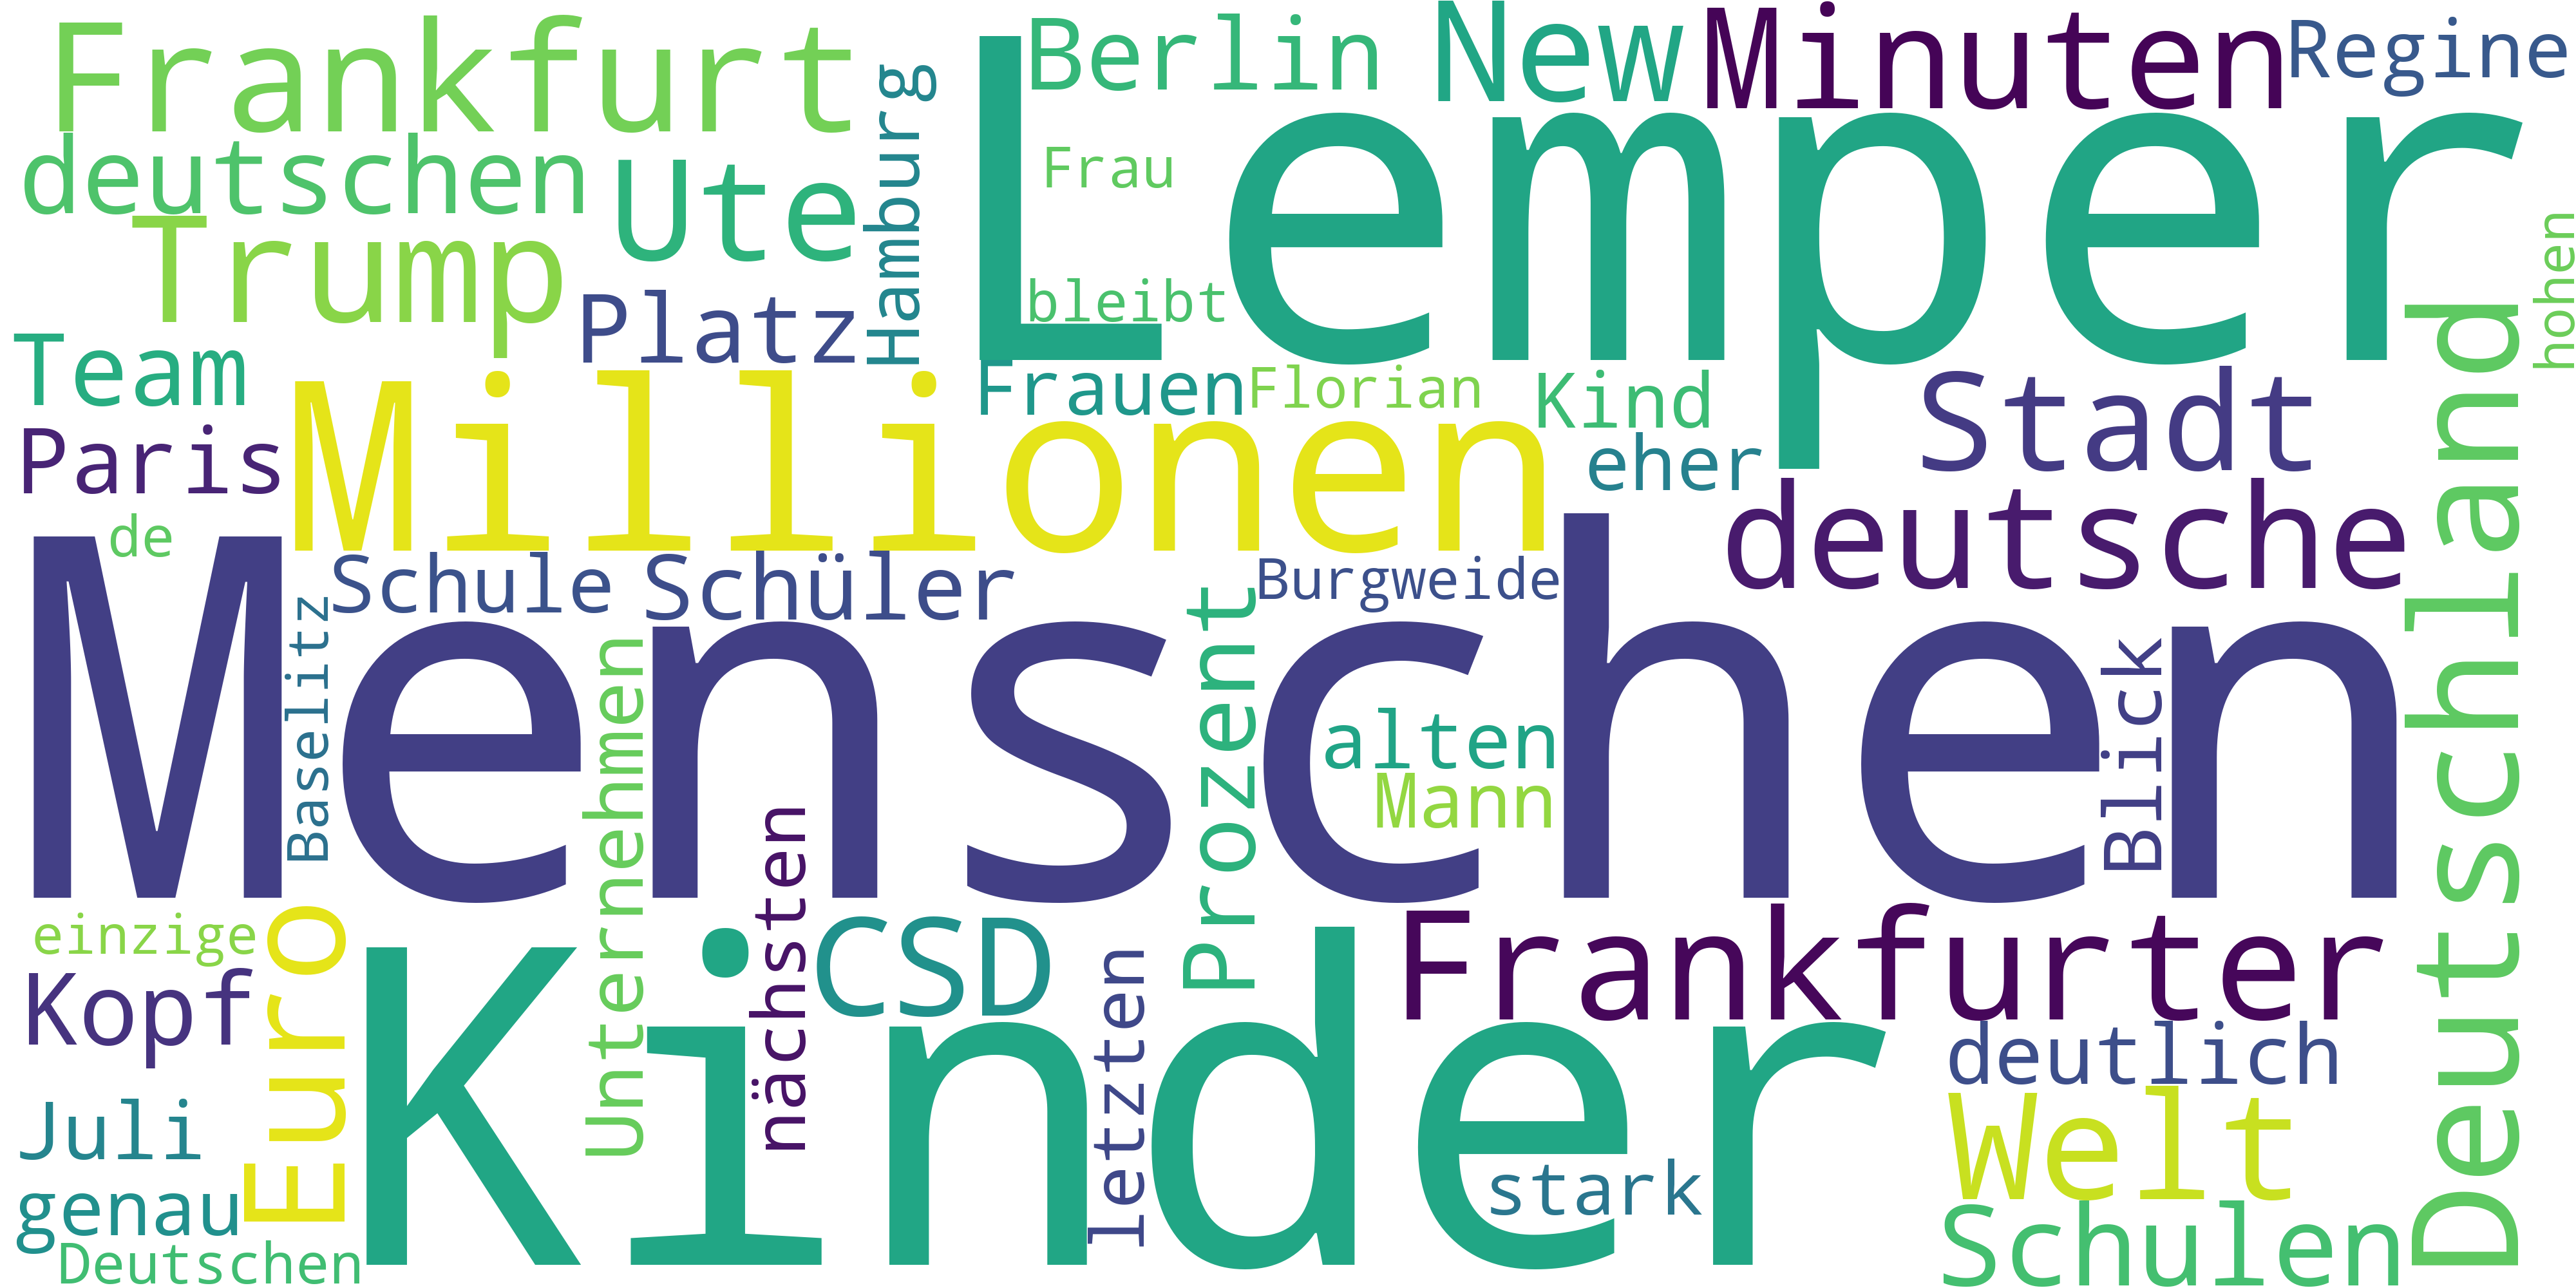 Frankfurt
Berlin
New
Minuten
Regine
Lemper
deutschen
Ute
Hamburg
Frau
Trump
Platz
bleibt
hohen
Team
Millionen
Frauen
Florian
Kind
Stadt
Deutschland
Paris
eher
deutsche
de
Schule
Schüler
Burgweide
Menschen
Baselitz
Unternehmen
Prozent
alten
Mann
Blick
nächsten
einzige
Euro
CSD
Frankfurter
Kopf
Kinder
letzten
deutlich
Juli
Welt
genau
stark
Schulen
Deutschen